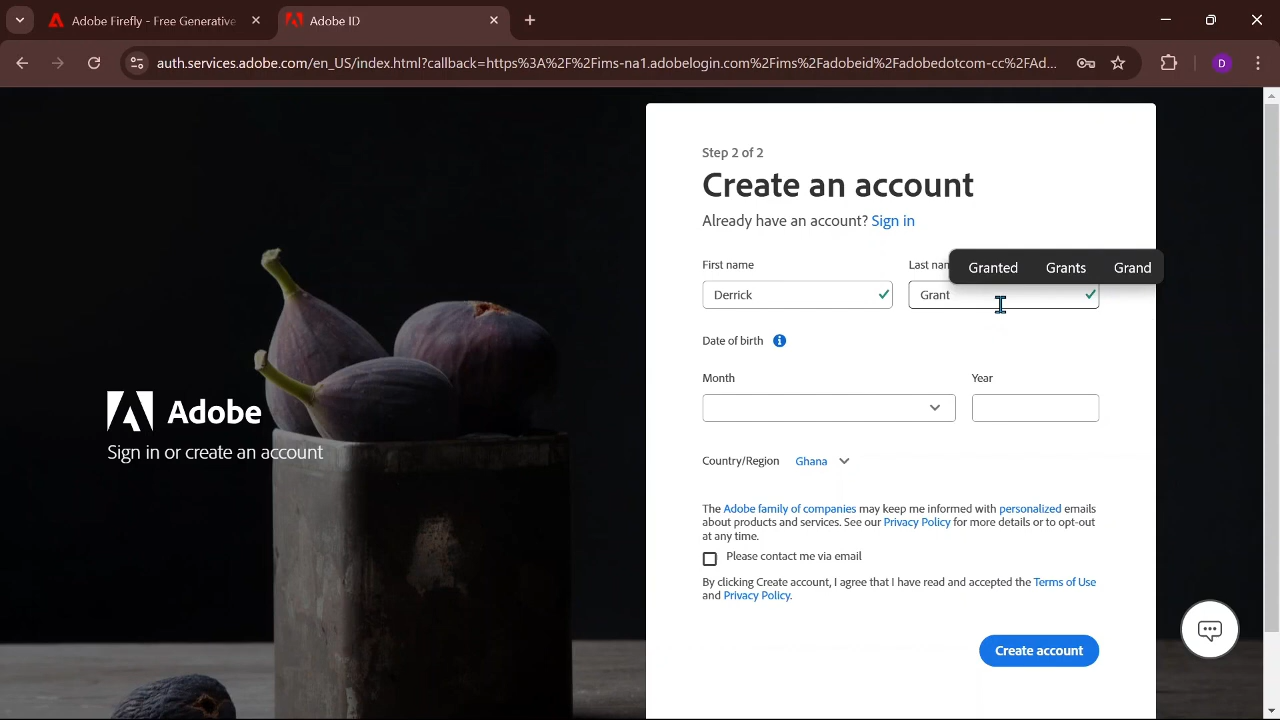 Adobe Firefly - Free Generative
Adobe ID
auth.services.adobe.com/en_US/index.html?callback=https%3A%2F%2Fims-na1.adobelogin.com%2Fims%2Fadobeid%2Fadobedotcom-cc%2FAd...
D
Step 2 of 2
Create an account
Already have an account? Sign in
First name
Last nam
Granted Grants Grand
Derrick
Grant
Date of birth
Month
Year
Country/Region Ghana
The Adobe family of companies may keep me informed with personalized emails
about products and services. See our Privacy Policy for more details or to opt-out
at any time.
Please contact me via email
By clicking Create account, I agree that I have read and accepted the Terms of Use
and Privacy Policy.
Create account
Adobe
Sign in or create an account